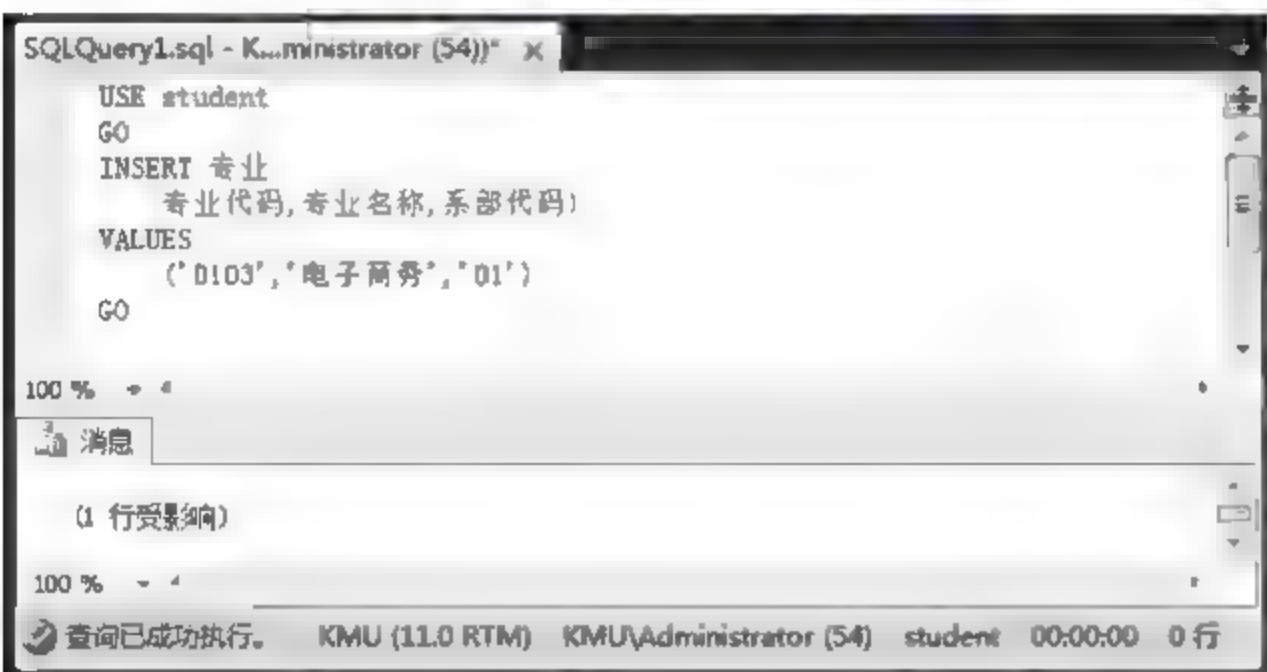 SQLQuery1.sql - K...ministrator (54))* ×
USE student
GO
INSERT 专业
专业代码,专业名称,系部代码)
VALUES
('0103','电子商务','01')
GO
100 %
消息
(1 行受影响)
100 %
查询已成功执行。 KMU (11.0 RTM) KMU\Administrator (54) student 00:00:00 0 行